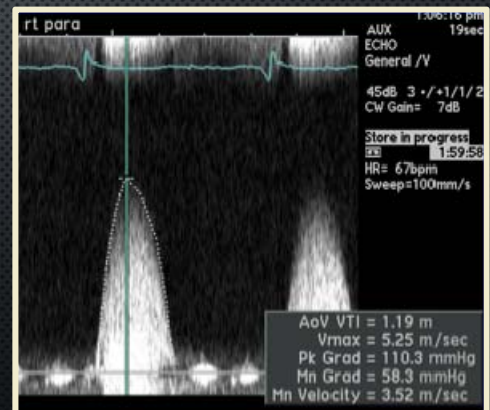 rt para
1:06:16 pm
AUX 19sec
ECHO
General /V
45dB 3 •/+1/1/2
CW Gain= 7dB
Store in progress
1:59:58
HR= 67bpm
Sweep=100mm/s
AoV VTI = 1.19 m
Vmax = 5.25 m/sec
Pk Grad = 110.3 mmHg
Mn Grad = 58.3 mmHg
Mn Velocity = 3.52 m/sec